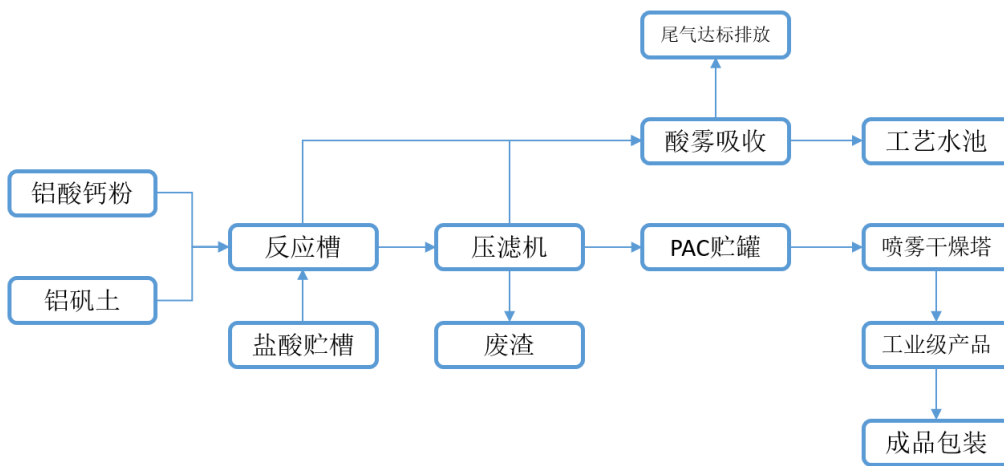 尾气达标排放
酸雾吸收
工艺水池
铝酸钙粉
反应槽
压滤机
PAC贮罐
喷雾干燥塔
铝矾土
盐酸贮槽
废渣
工业级产品
成品包装